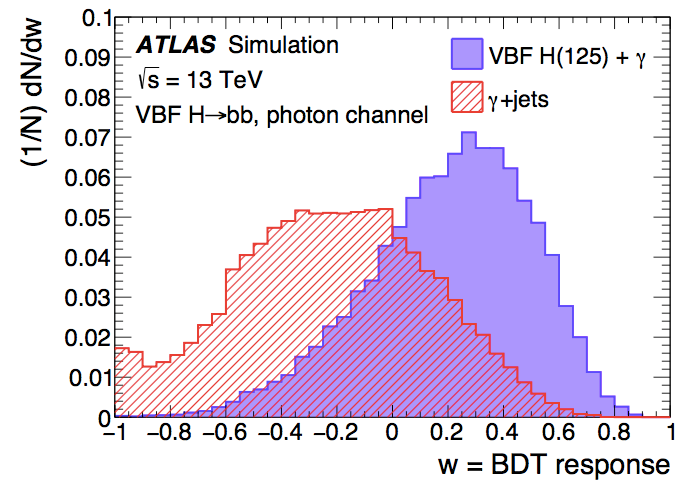 (1/N) dN/dw
0.1
0.09
0.08
0.07
0.06
0.05
0.04
0.03
0.02
0.01
0
ATLAS Simulation
√s = 13 TeV
VBF H→bb, photon channel
VBF H(125) + γ
γ+jets
−1 −0.8 −0.6 −0.4 −0.2 0 0.2 0.4 0.6 0.8 1
w = BDT response